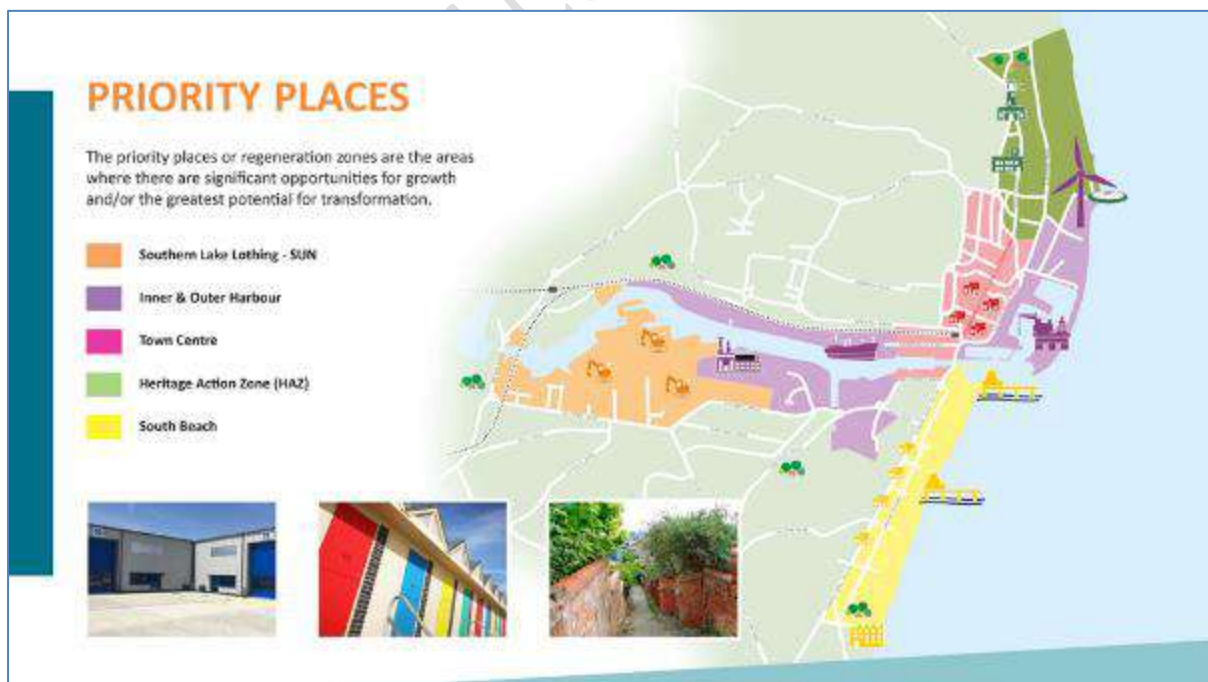 PRIORITY PLACES
The priority places or regeneration zones are the areas
where there are significant opportunities for growth
and/or the greatest potential for transformation.
Southern Lake Lothing - SUN
Inner & Outer Harbour
Town Centre
Heritage Action Zone (HAZ)
South Beach